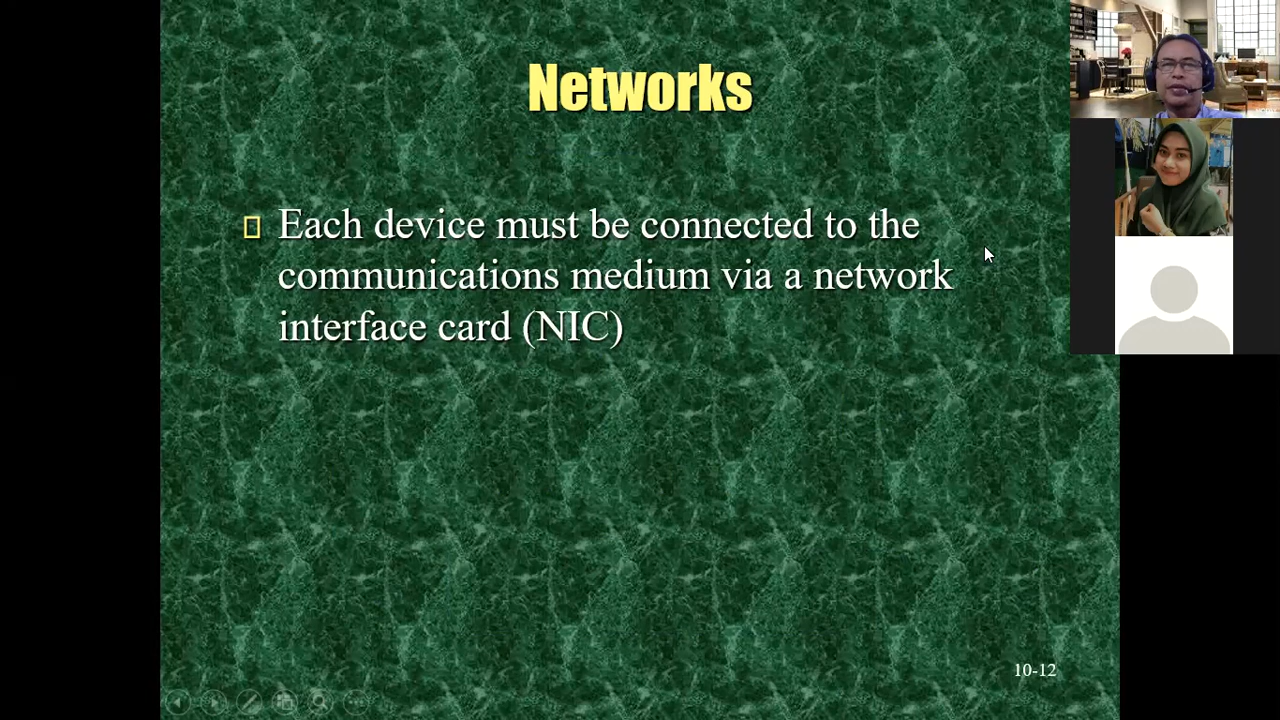 Networks
Each device must be connected to the
communications medium via a network
interface card (NIC)
10-12